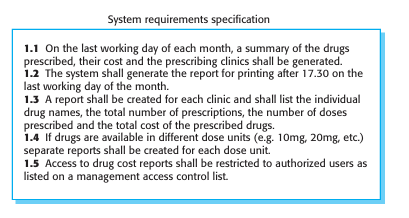 System requirements specification
1.1 On the last working day of each month, a summary of the drugs
prescribed, their cost and the prescribing clinics shall be generated.
1.2 The system shall generate the report for printing after 17.30 on the
last working day of the month.
1.3 A report shall be created for each clinic and shall list the individual
drug names, the total number of prescriptions, the number of doses
prescribed and the total cost of the prescribed drugs.
1.4 If drugs are available in different dose units (e.g. 10mg, 20mg, etc.)
separate reports shall be created for each dose unit.
1.5 Access to drug cost reports shall be restricted to authorized users as
listed on a management access control list.